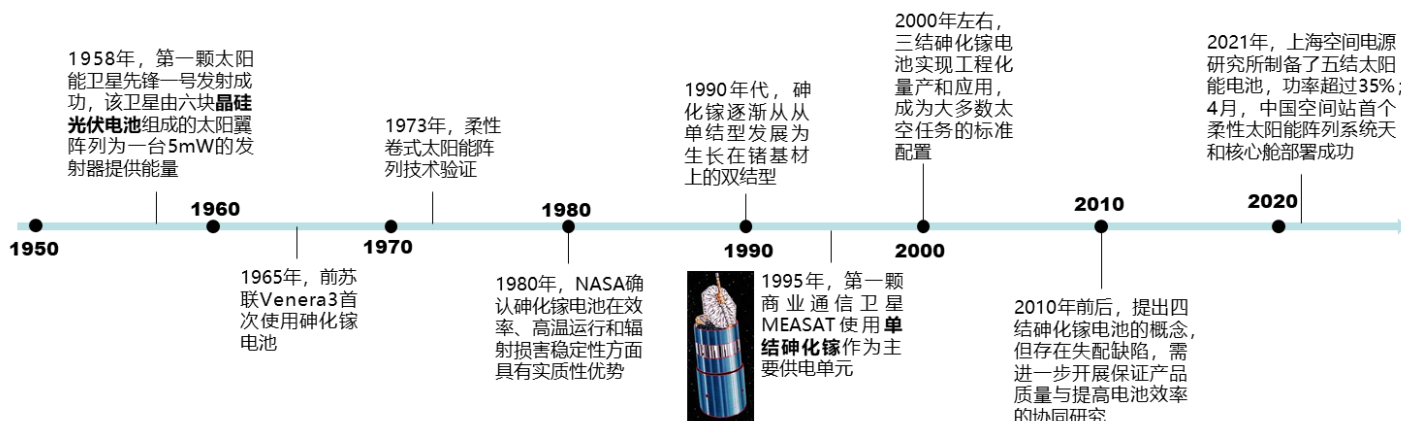 1958年，第一颗太阳
能卫星先锋一号发射成
功，该卫星由六块晶硅
光伏电池组成的太阳翼
阵列为一台5mW的发
射器提供能量
1973年，柔性
卷式太阳能阵
列技术验证
1990年代，砷
化镓逐渐从从
单结型发展为
生长在锗基材
上的双结型
2000年左右，
三结砷化镓电
池实现工程化
量产和应用，
成为大多数太
空任务的标准
配置
2021年，上海空间电源
研究所制备了五结太阳
能电池，功率超过35%；
4月，中国空间站首个
柔性太阳能阵列系统天
和核心舱部署成功
1950
1960
1970
1980
1990
2000
2010
2020
1965年，前苏
联Venera3首
次使用砷化镓
电池
1980年，NASA确
认砷化镓电池在效
率、高温运行和辐
射损害稳定性方面
具有实质性优势
1995年，第一颗
商业通信卫星
MEASAT使用单
结砷化镓作为主
要供电单元
2010年前后，提出四
结砷化镓电池的概念，
但存在失配缺陷，需
进一步开展保证产品
质量与提高电池效率
的协同研究